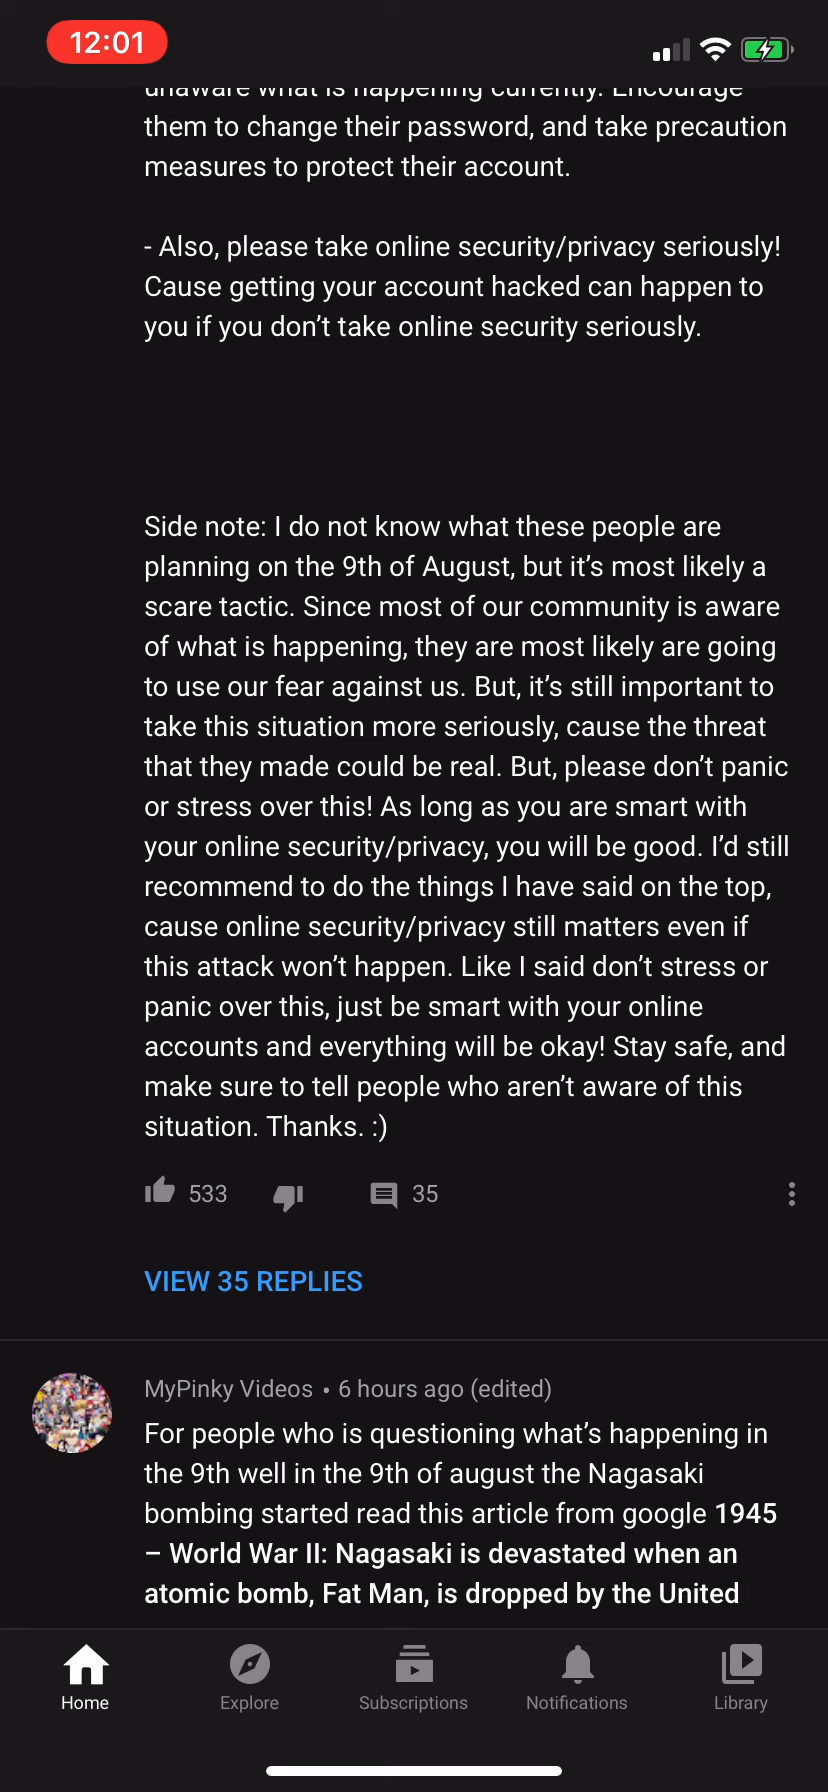 12:01
unaware what is happening currently. Encourage
them to change their password, and take precaution
measures to protect their account.
- Also, please take online security/privacy seriously!
Cause getting your account hacked can happen to
you if you don’t take online security seriously.
Side note: I do not know what these people are
planning on the 9th of August, but it’s most likely a
scare tactic. Since most of our community is aware
of what is happening, they are most likely are going
to use our fear against us. But, it’s still important to
take this situation more seriously, cause the threat
that they made could be real. But, please don’t panic
or stress over this! As long as you are smart with
your online security/privacy, you will be good. I’d still
recommend to do the things I have said on the top,
cause online security/privacy still matters even if
this attack won’t happen. Like I said don’t stress or
panic over this, just be smart with your online
accounts and everything will be okay! Stay safe, and
make sure to tell people who aren’t aware of this
situation. Thanks. :)
533 35
VIEW 35 REPLIES
MyPinky Videos • 6 hours ago (edited)
For people who is questioning what’s happening in
the 9th well in the 9th of august the Nagasaki
bombing started read this article from google 1945
– World War II: Nagasaki is devastated when an
atomic bomb, Fat Man, is dropped by the United
Home Explore Subscriptions Notifications Library